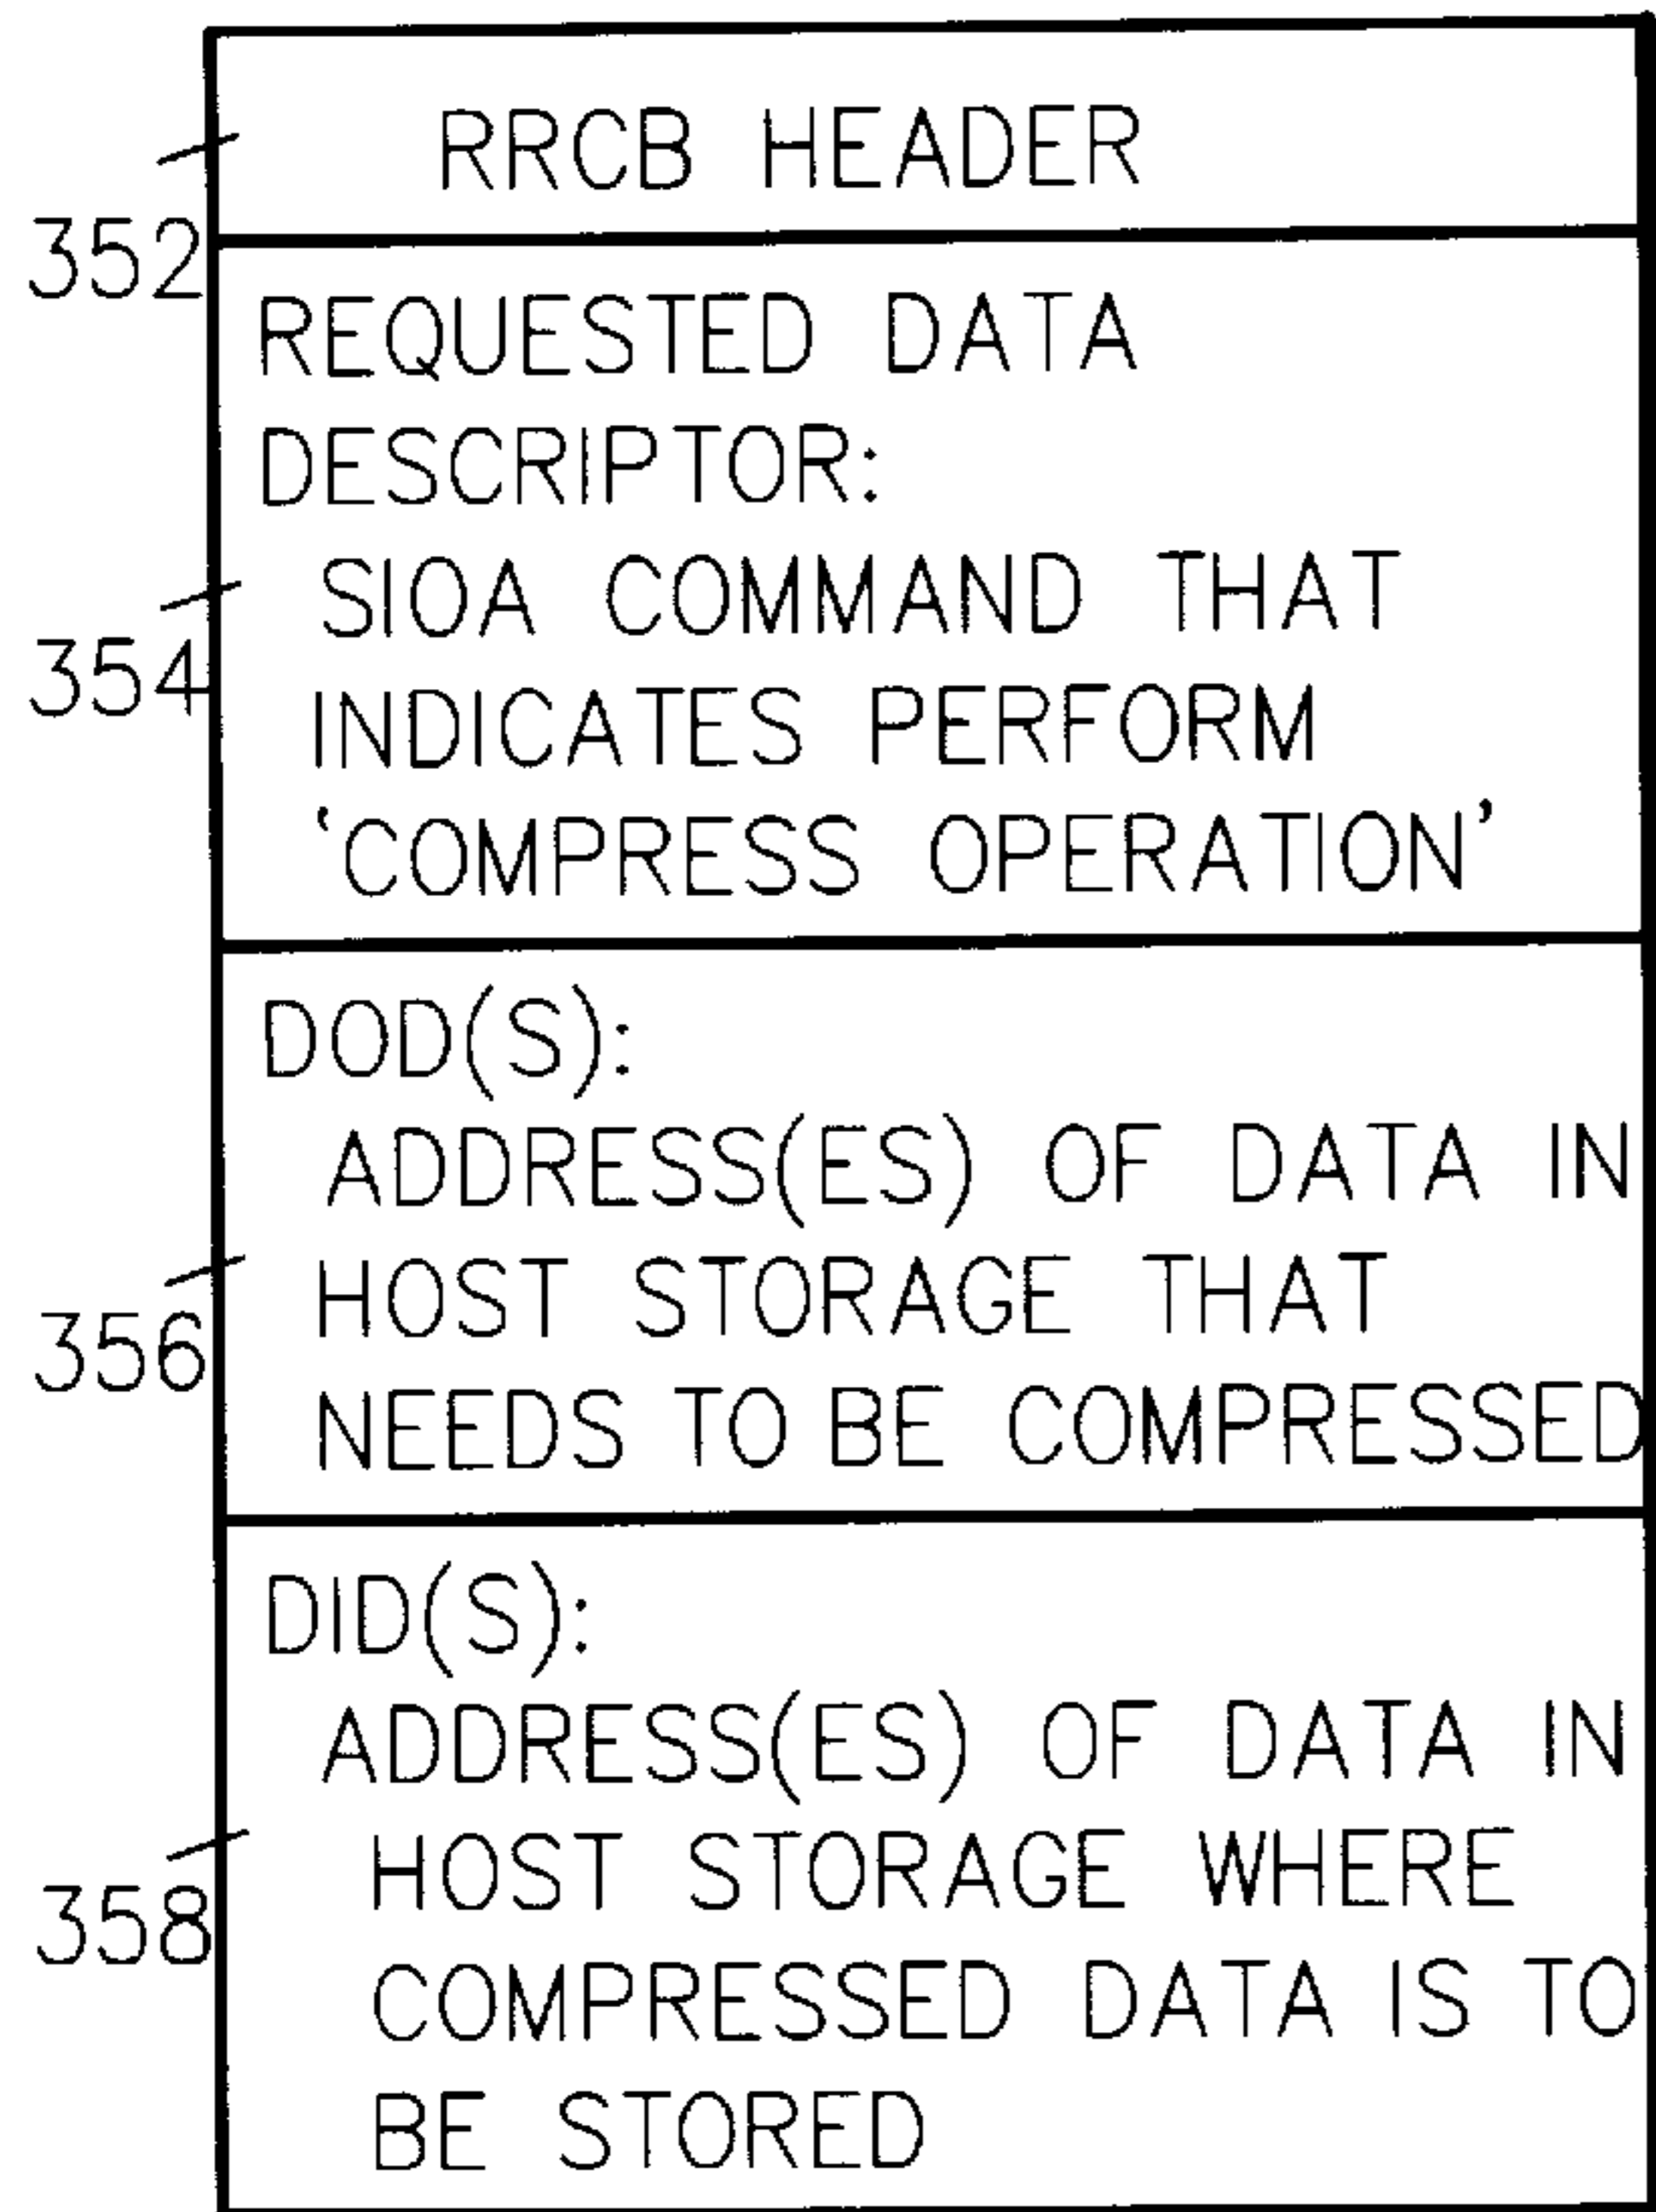 RRCB HEADER
352
REQUESTED DATA
DESCRIPTOR:
SIOA COMMAND THAT
354
INDICATES PERFORM
‘COMPRESS OPERATION’
DOD(S):
ADDRESS(ES) OF DATA IN
HOST STORAGE THAT
356
NEEDS TO BE COMPRESSED
DID(S):
ADDRESS(ES) OF DATA IN
HOST STORAGE WHERE
358
COMPRESSED DATA IS TO
BE STORED